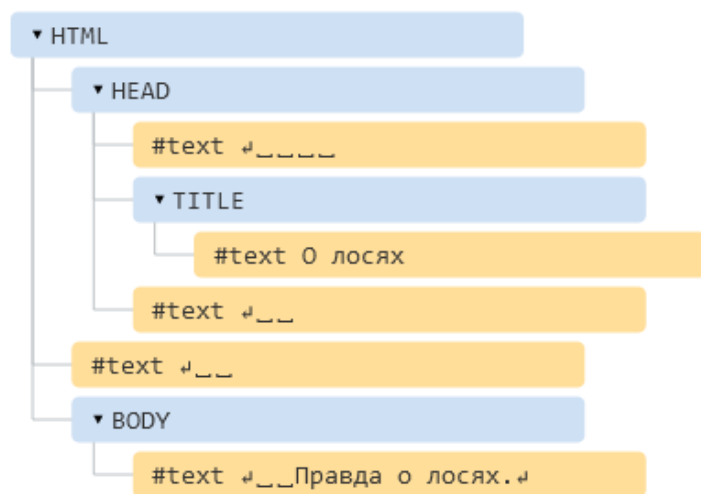 ▾ HTML
▾ HEAD
#text ↲␣␣␣␣
▾ TITLE
#text О лосях
#text ↲␣␣
#text ↲␣␣
▾ BODY
#text ↲␣␣Правда о лосях.↲